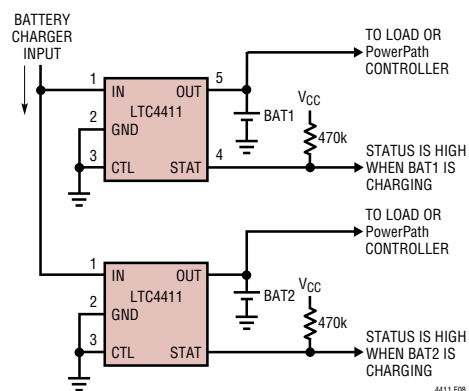 BATTERY
CHARGER
INPUT
1
IN
OUT
5
LTC4411
2
GND
3
CTL
STAT
4
BAT1
VCC
470k
TO LOAD OR
PowerPath
CONTROLLER
STATUS IS HIGH
WHEN BAT1 IS
CHARGING
1
IN
OUT
LTC4411
2
GND
3
CTL
STAT
BAT2
VCC
470k
TO LOAD OR
PowerPath
CONTROLLER
STATUS IS HIGH
WHEN BAT2 IS
CHARGING
4411 F08